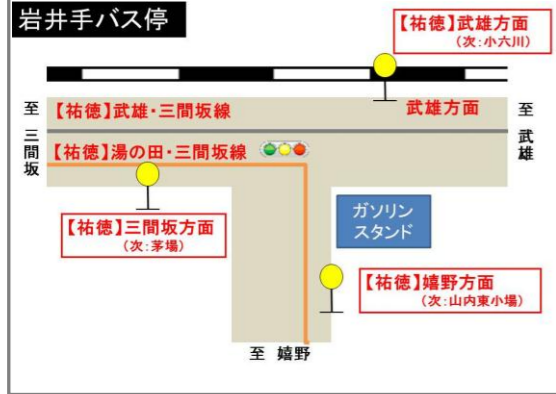 岩井手バス停
【祐徳】武雄方面
(次:小六川)
至 三間坂
【祐徳】武雄・三間坂線
武雄方面
至 武雄
【祐徳】湯の田・三間坂線
【祐徳】三間坂方面
(次:茅場)
ガソリン
スタンド
【祐徳】嬉野方面
(次:山内東小場)
至 嬉野